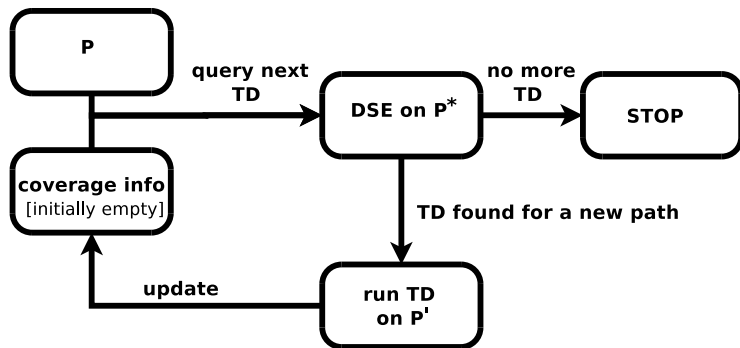 P
query next
TD
DSE on P*
no more
TD
STOP
coverage info
[initially empty]
TD found for a new path
update
run TD
on P'